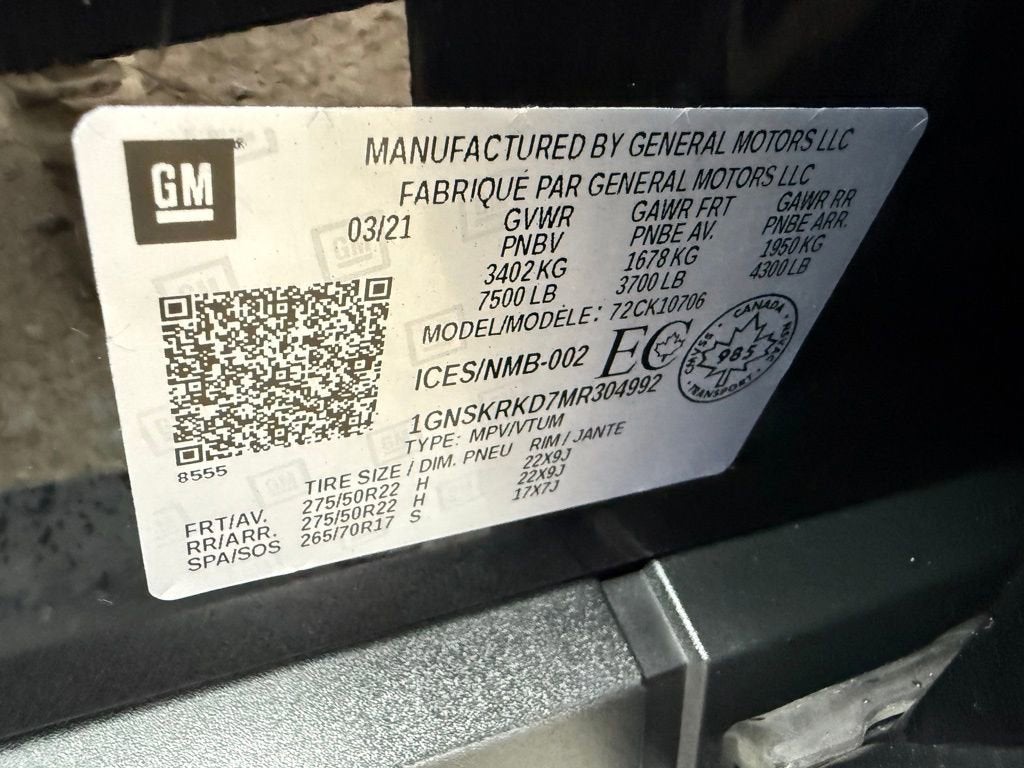 GM
MANUFACTURED BY GENERAL MOTORS LLC
FABRIQUÉ PAR GENERAL MOTORS LLC
03/21
GVWR GAWR FRT GAWR RR
PNBV PNBE AV. PNBE ARR.
3402 KG 1678 KG 1950 KG
7500 LB 3700 LB 4300 LB
MODEL/MODÈLE: 72CK10706
ICES/NMB-002 EC
CANADA
985
TRANSPORT
1GNSKRKD7MR304992
TYPE: MPV/VTUM
8555
TIRE SIZE / DIM. PNEU RIM / JANTE
FRT/AV. 275/50R22 H 22X9J
RR/ARR. 275/50R22 H 22X9J
SPA/SOS 265/70R17 S 17X7J